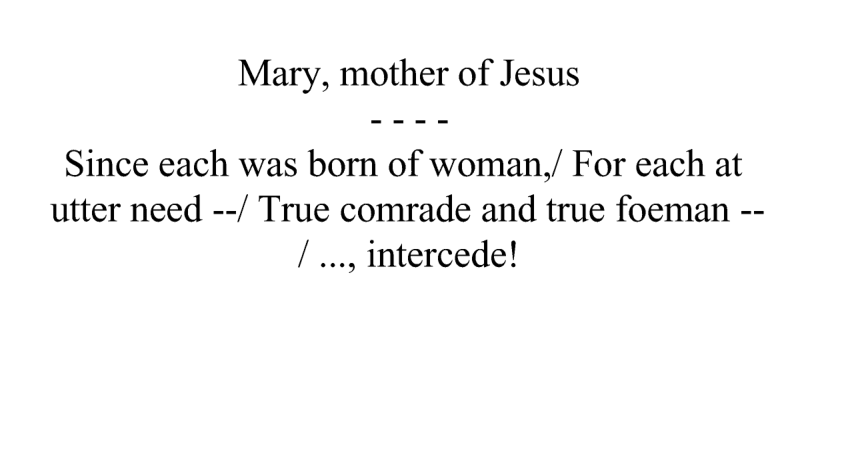 Mary, mother of Jesus
- - - -
Since each was born of woman,/ For each at
utter need --/ True comrade and true foeman --
/ ..., intercede!